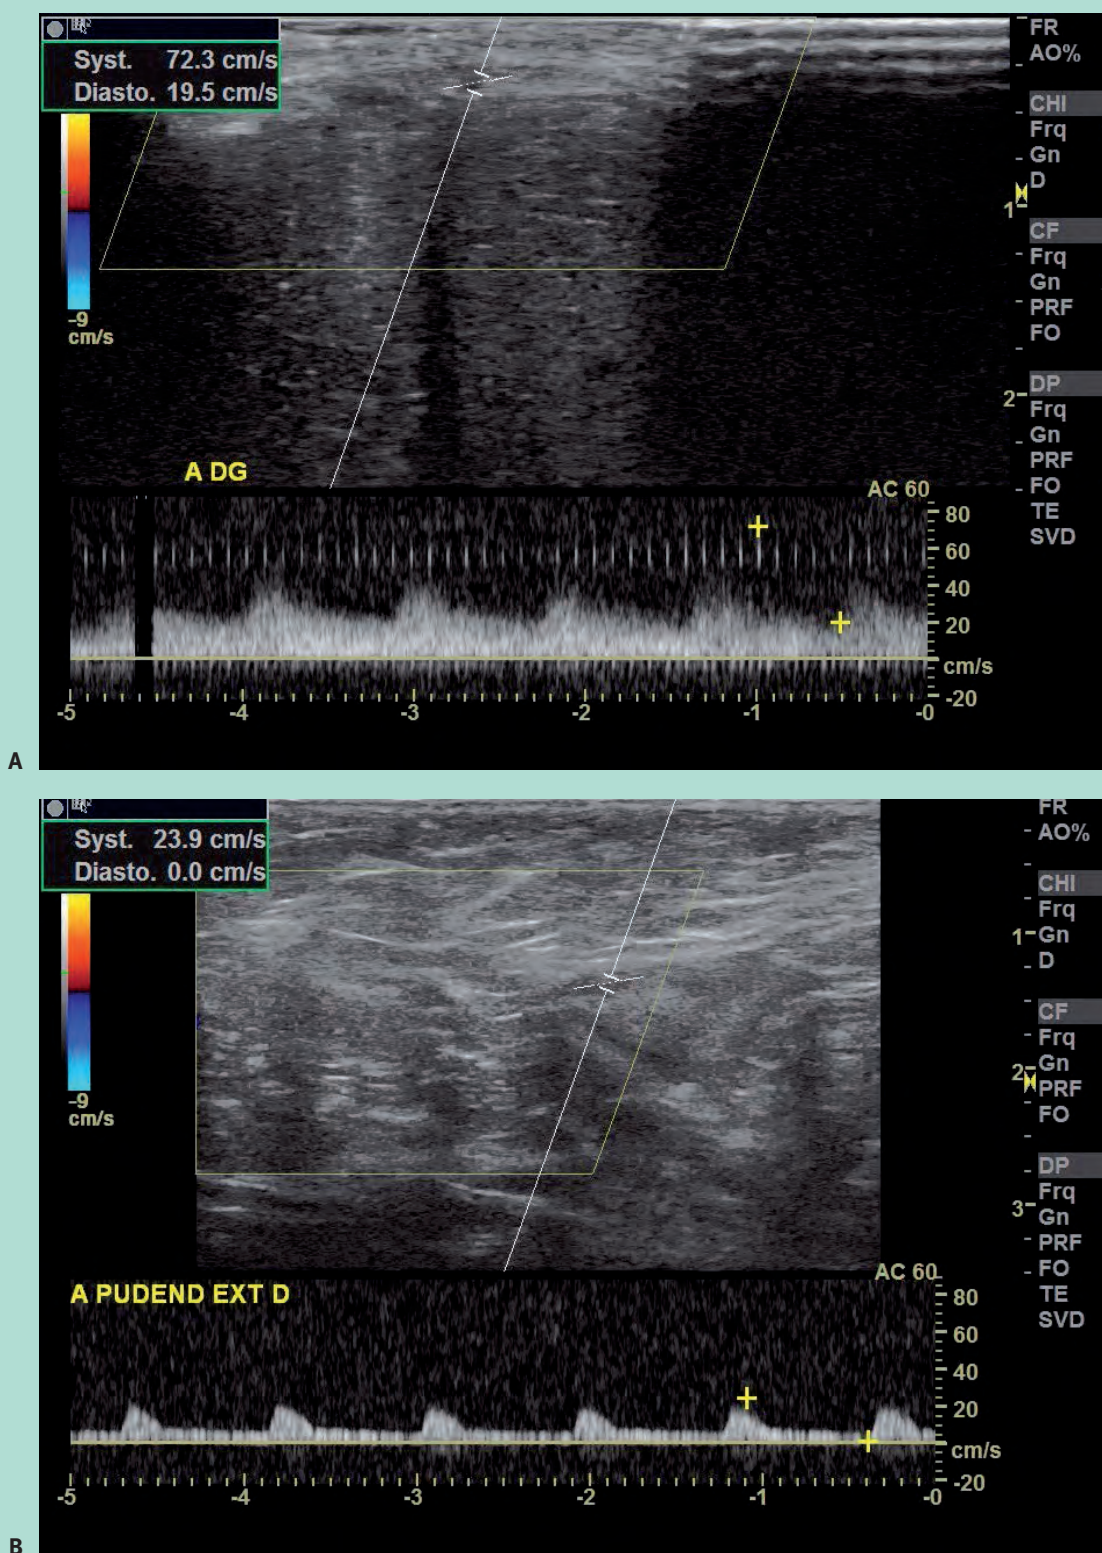 Syst. 72.3 cm/s
Diasto. 19.5 cm/s
-9
cm/s
FR
AO%
CHI
Frq
Gn
D
1
CF
Frq
Gn
PRF
FO
DP
2
Frq
Gn
PRF
FO
TE
SVD
A DG
AC 60
80
60
40
20
cm/s
-20
-5
-4
-3
-2
-1
-0
A
Syst. 23.9 cm/s
Diasto. 0.0 cm/s
-9
cm/s
FR
AO%
CHI
Frq
1
Gn
D
CF
Frq
Gn
2
PRF
FO
DP
Frq
3
Gn
PRF
FO
TE
SVD
A PUDEND EXT D
AC 60
80
60
40
20
cm/s
-20
-5
-4
-3
-2
-1
-0
B